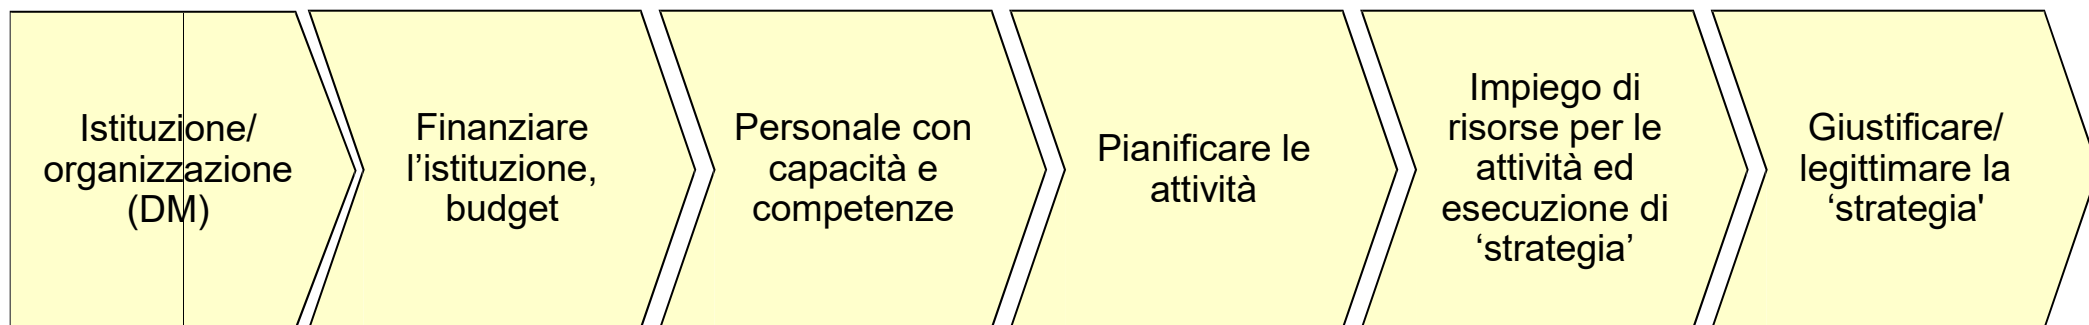 Istituzione/
organizzazione
(DM)
Finanziare
l’istituzione,
budget
Personale con
capacità e
competenze
Pianificare le
attività
Impiego di
risorse per le
attività ed
esecuzione di
‘strategia’
Giustificare/
legittimare la
‘strategia'